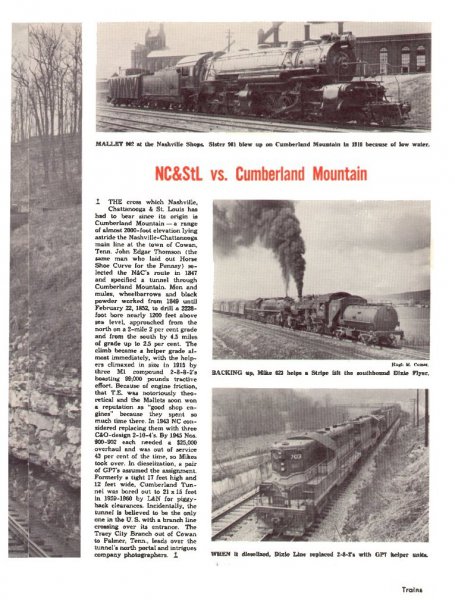 MALLET 902 at the Nashville Shops. Sister 901 blew up on Cumberland Mountain in 1918 because of low water.
NC&StL vs. Cumberland Mountain
THE cross which Nashville,
Chattanooga & St. Louis has
had to bear since its origin is
Cumberland Mountain — a range
of almost 2000-foot elevation lying
astride the Nashville-Chattanooga
main line at the town of Cowan,
Tenn. John Edgar Thomson (the
same man who laid out Horse
Shoe Curve for the Pennsy) se-
lected the N&C's route in 1847
and specified a tunnel through
Cumberland Mountain. Men and
mules, wheelbarrows and black
powder worked from 1849 until
February 22, 1852, to drill a 2228-
foot bore nearly 1200 feet above
sea level, approached from the
north on a 2-mile 2 per cent grade
and from the south by 4.5 miles
of grade up to 2.5 per cent. The
climb became a helper grade al-
most immediately, with the help-
ers climaxed in size in 1915 by
three M1 compound 2-8-8-2's
boasting 99,000 pounds tractive
effort. Because of engine friction,
that T.E. was notoriously theo-
retical and the Mallets soon won
a reputation as "good shop en-
gines" because they spent so
much time there. In 1943 NC con-
sidered replacing them with three
C&O-design 2-10-4's. By 1945 Nos.
900-902 each needed a $25,000
overhaul and was out of service
43 per cent of the time, so Mikes
took over. In dieselization, a pair
of GP7's assumed the assignment.
Formerly a tight 17 feet high and
12 feet wide, Cumberland Tun-
nel was bored out to 21 x 15 feet
in 1959-1960 by L&N for piggy-
back clearances. Incidentally, the
tunnel is believed to be the only
one in the U.S. with a branch line
crossing over its entrance. The
Tracy City Branch out of Cowan
to Palmer, Tenn., leads over the
tunnel's north portal and intrigues
company photographers.
Hugh M. Comer.
BACKING up, Mike 623 helps a Stripe lift the southbound Dixie Flyer.
WHEN it dieselized, Dixie Line replaced 2-8-2's with GP7 helper units.
Trains